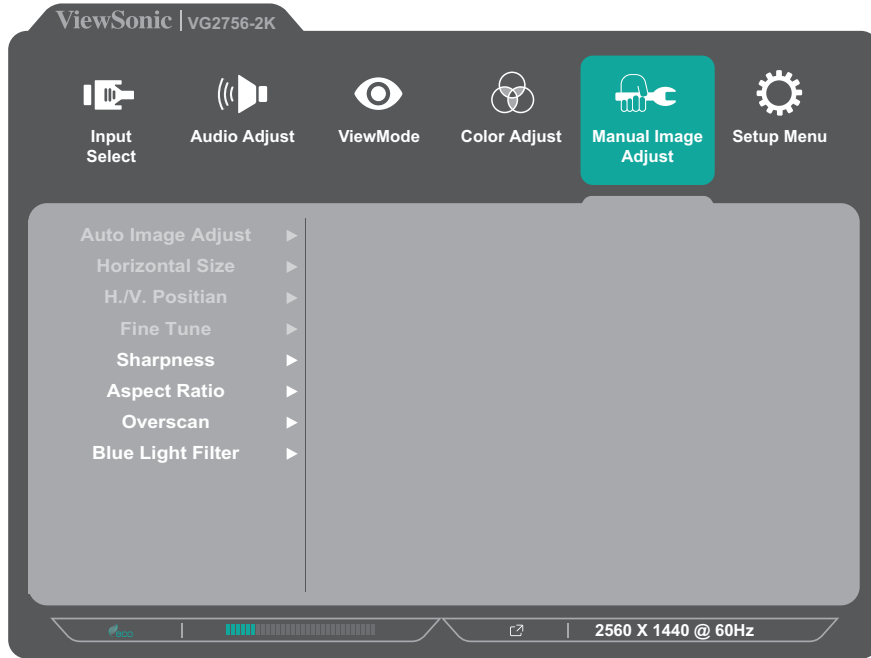 ViewSonic | VG2756-2K
Input
Select
Audio Adjust
ViewMode
Color Adjust
Manual Image
Adjust
Setup Menu
Auto Image Adjust
Horizontal Size
H./V. Positian
Fine Tune
Sharpness
Aspect Ratio
Overscan
Blue Light Filter
eco
2560 X 1440 @ 60Hz